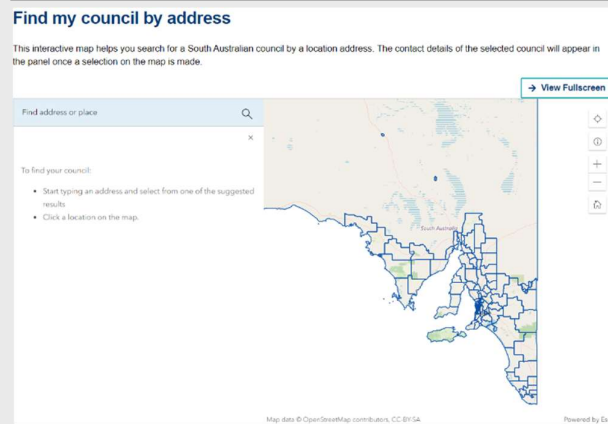 Find my council by address
This interactive map helps you search for a South Australian council by a location address. The contact details of the selected council will appear in
the panel once a selection on the map is made.
→ View Fullscreen
Find address or place
To find your council:
• Start typing an address and select from one of the suggested
results
• Click a location on the map.
South Australia
Map data © OpenStreetMap contributors, CC-BY-SA
Powered by Es